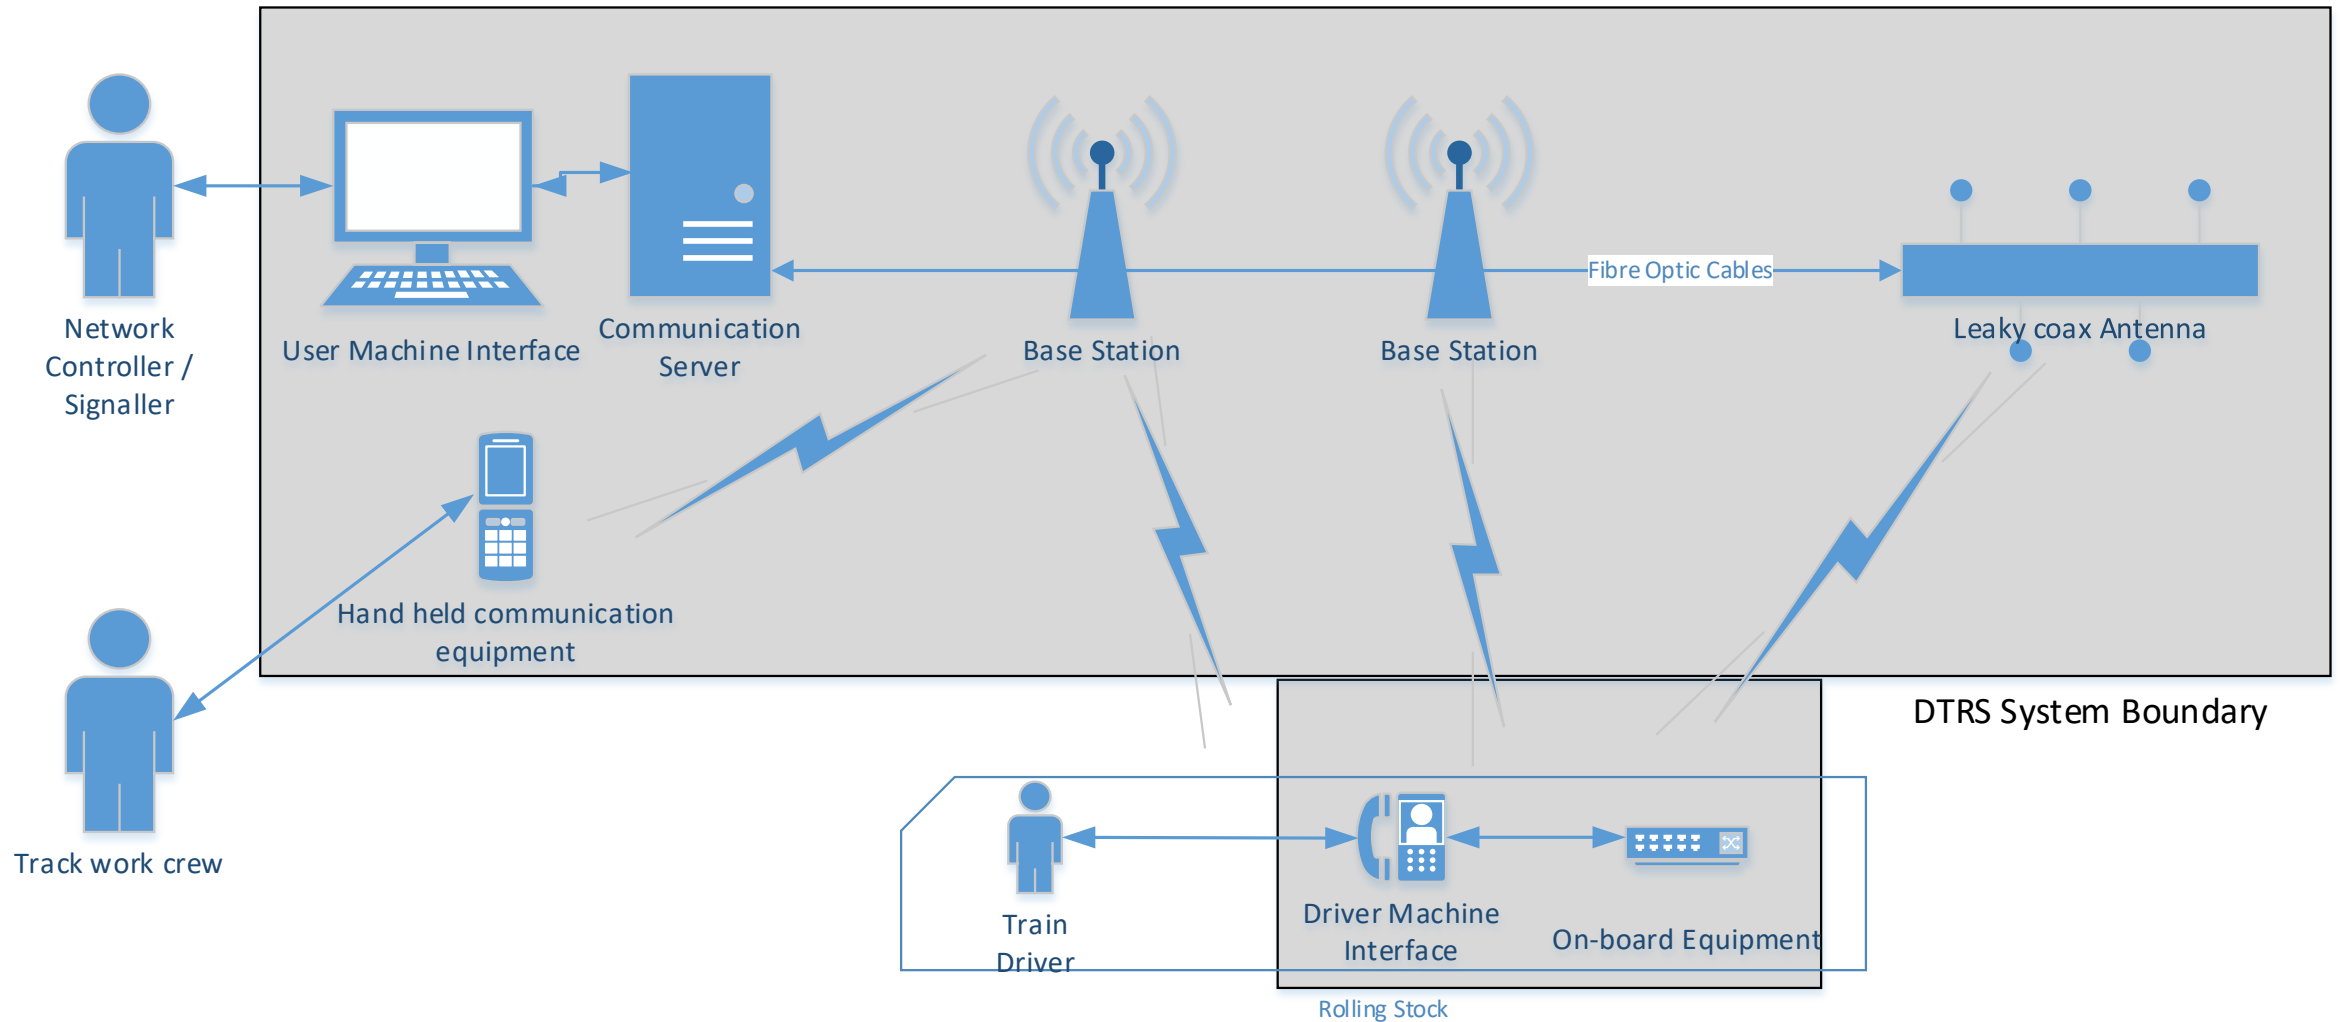 Network
Controller /
Signaller
User Machine Interface
Communication
Server
Base Station
Base Station
Fibre Optic Cables
Leaky coax Antenna
Hand held communication
equipment
Track work crew
DTRS System Boundary
Train
Driver
Driver Machine
Interface
On-board Equipment
Rolling Stock